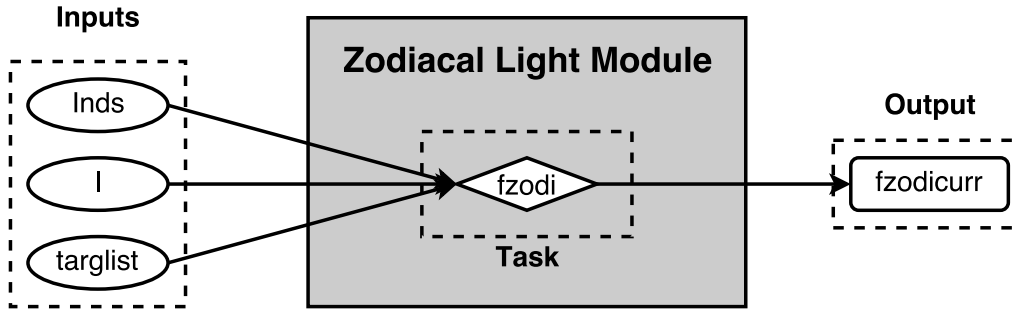 Inputs
Inds
I
targlist
Zodiacal Light Module
fzodi
Task
Output
fzodicurr